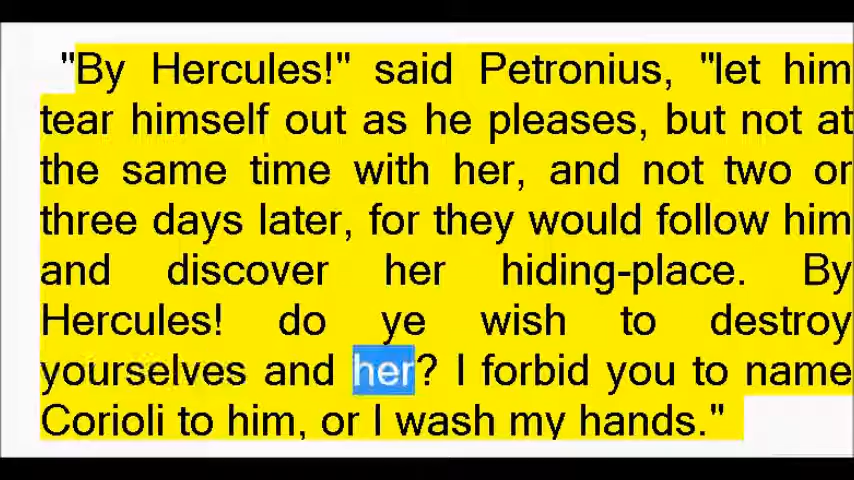 "By Hercules!" said Petronius, "let him
tear himself out as he pleases, but not at
the same time with her, and not two or
three days later, for they would follow him
and discover her hiding-place. By
Hercules! do ye wish to destroy
yourselves and her? I forbid you to name
Corioli to him, or I wash my hands."